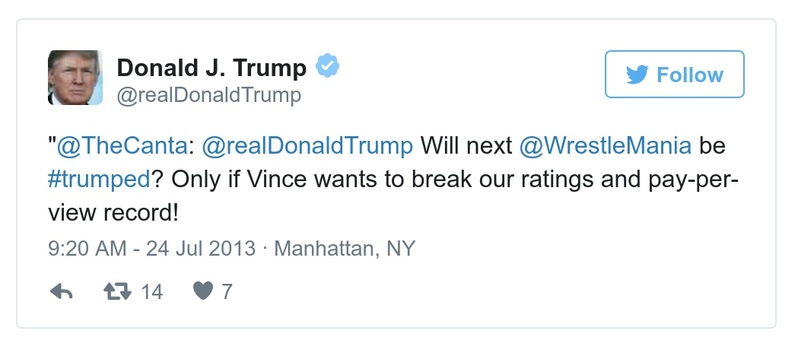 Donald J. Trump
Follow
@realDonaldTrump
"@TheCanta: @realDonaldTrump Will next @WrestleMania be
#trumped? Only if Vince wants to break our ratings and pay-per-
view record!
9:20 AM - 24 Jul 2013 · Manhattan, NY
14 7